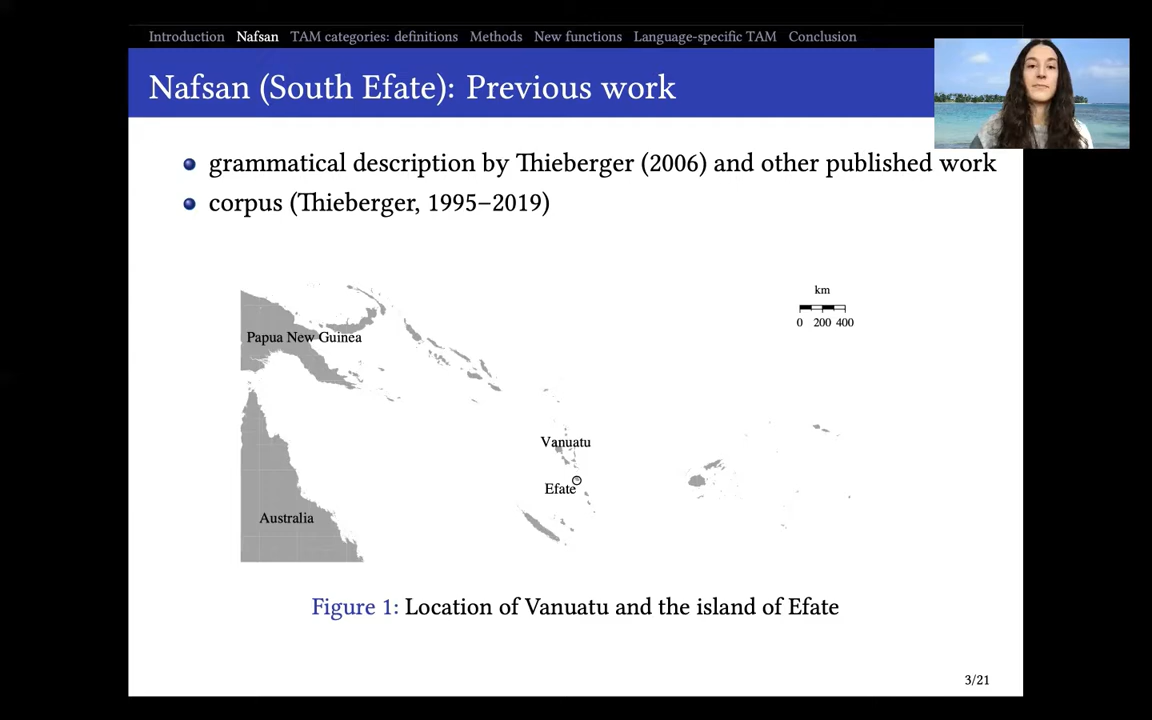 Introduction Nafsan TAM categories: definitions Methods New functions Language-specific TAM Conclusion
Nafsan (South Efate): Previous work
grammatical description by Thieberger (2006) and other published work
corpus (Thieberger, 1995–2019)
km
0 200 400
Papua New Guinea
Vanuatu
Efate
Australia
Figure 1: Location of Vanuatu and the island of Efate
3/21